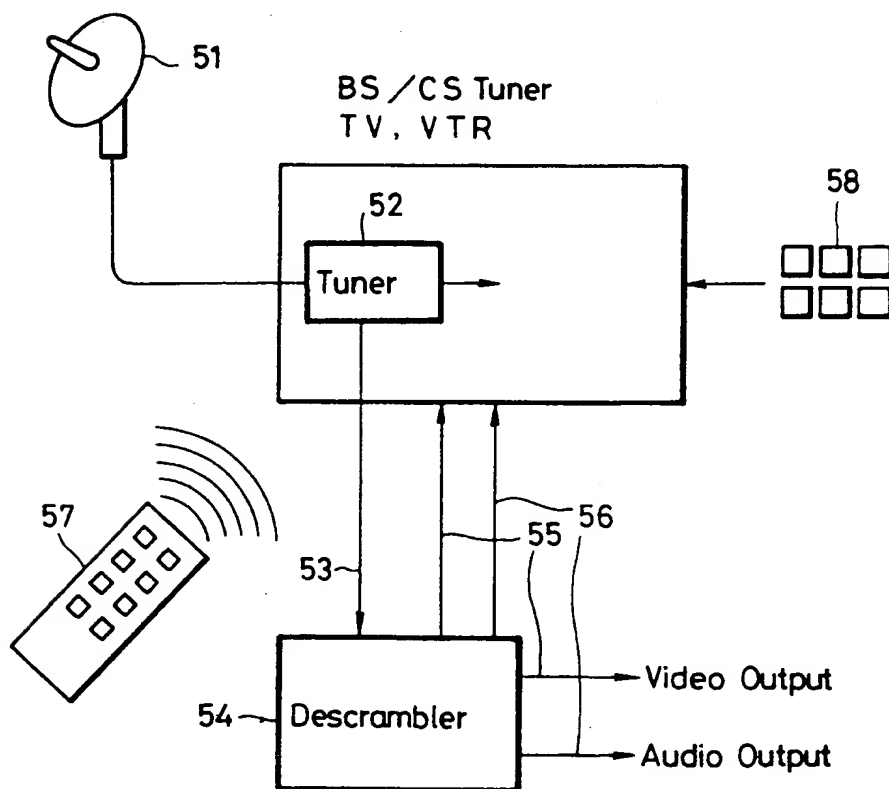 51
BS/CS Tuner
TV, VTR
52
58
Tuner
57
56
55
53
54
Descrambler
Video Output
Audio Output